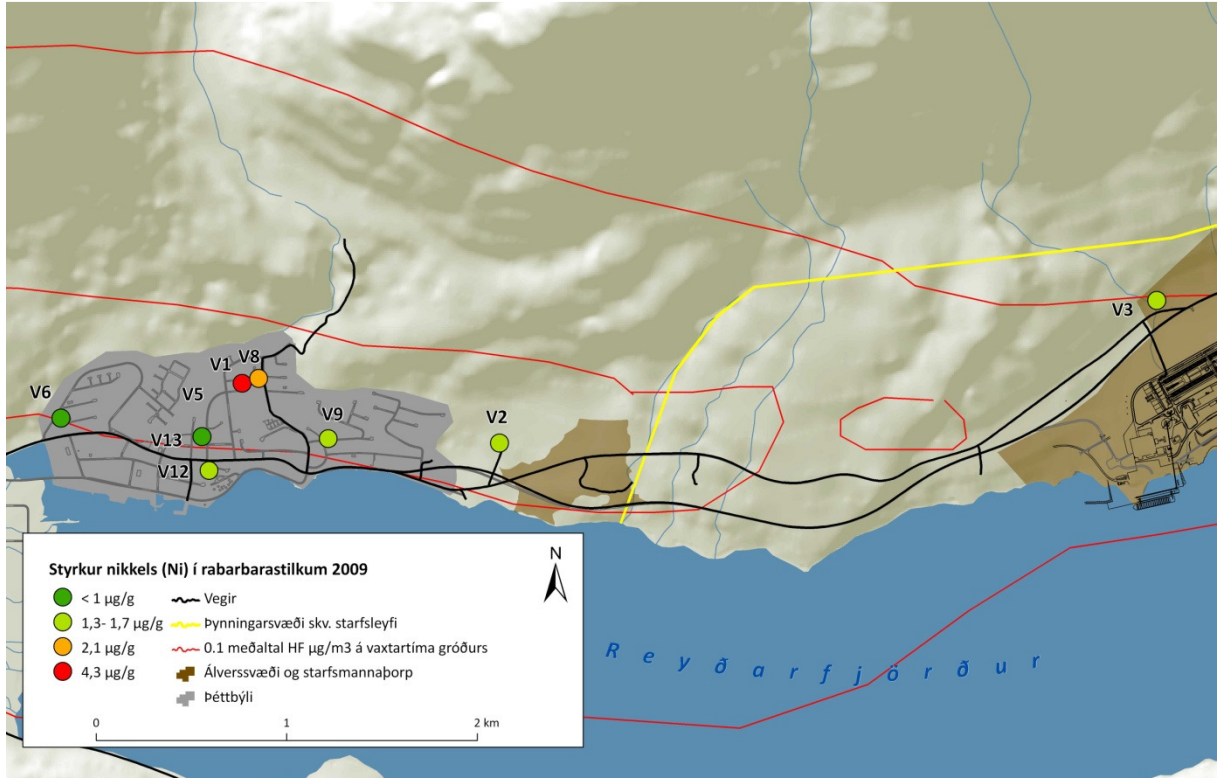 V3
V8
V1
V6
V5
V9
V2
V13
V12
Styrkur nikkels (Ni) í rabarbarastilkum 2009
N
< 1 µg/g
1,3- 1,7 µg/g
2,1 µg/g
4,3 µg/g
Vegir
Þynningarsvæði skv. starfsleyfi
0.1 meðaltal HF µg/m3 á vaxtartíma gróðurs
Álverssvæði og starfsmannaþorp
Þéttbýli
0 1 2 km
Reyðarfjörður